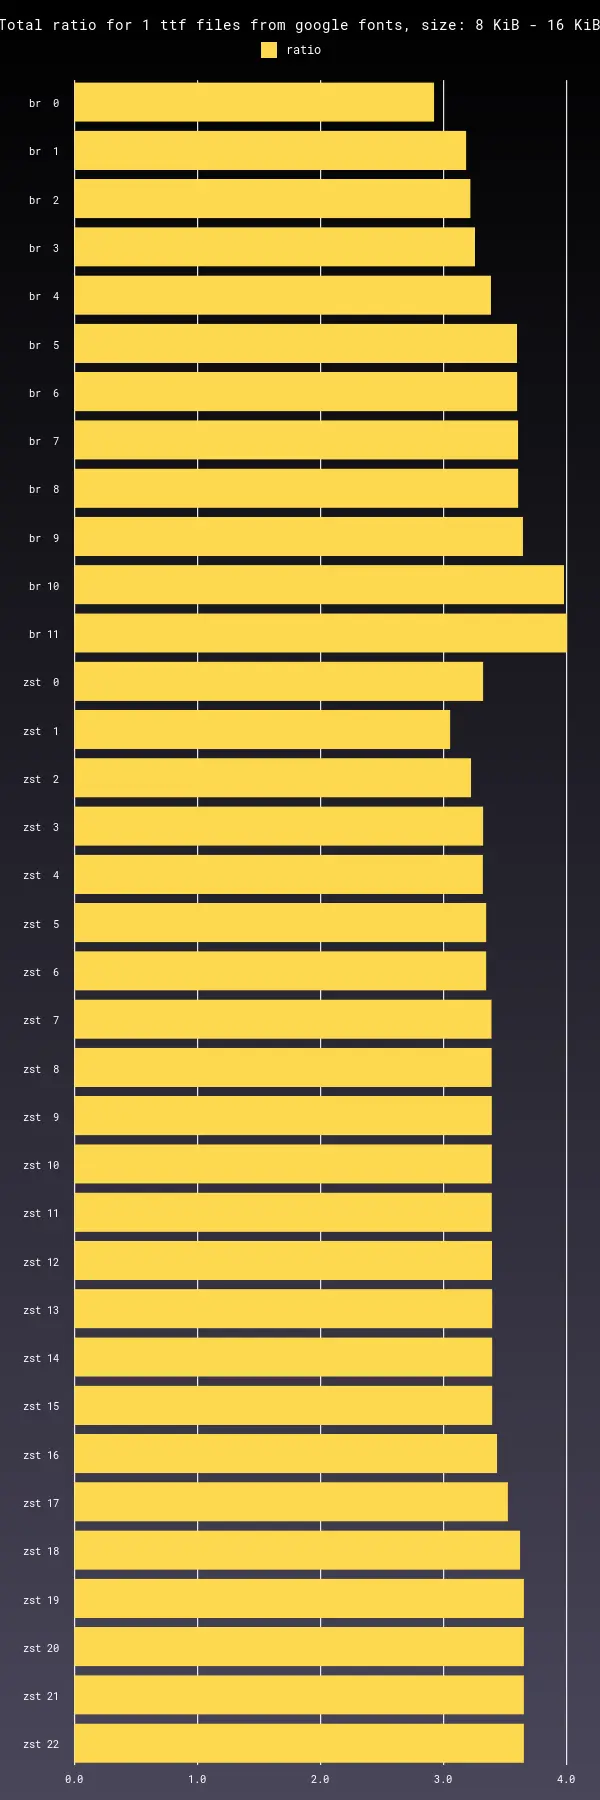 Total ratio for 1 ttf files from google fonts, size: 8 KiB - 16 KiB
ratio
br 0
br 1
br 2
br 3
br 4
br 5
br 6
br 7
br 8
br 9
br 10
br 11
zst 0
zst 1
zst 2
zst 3
zst 4
zst 5
zst 6
zst 7
zst 8
zst 9
zst 10
zst 11
zst 12
zst 13
zst 14
zst 15
zst 16
zst 17
zst 18
zst 19
zst 20
zst 21
zst 22
0.0 1.0 2.0 3.0 4.0